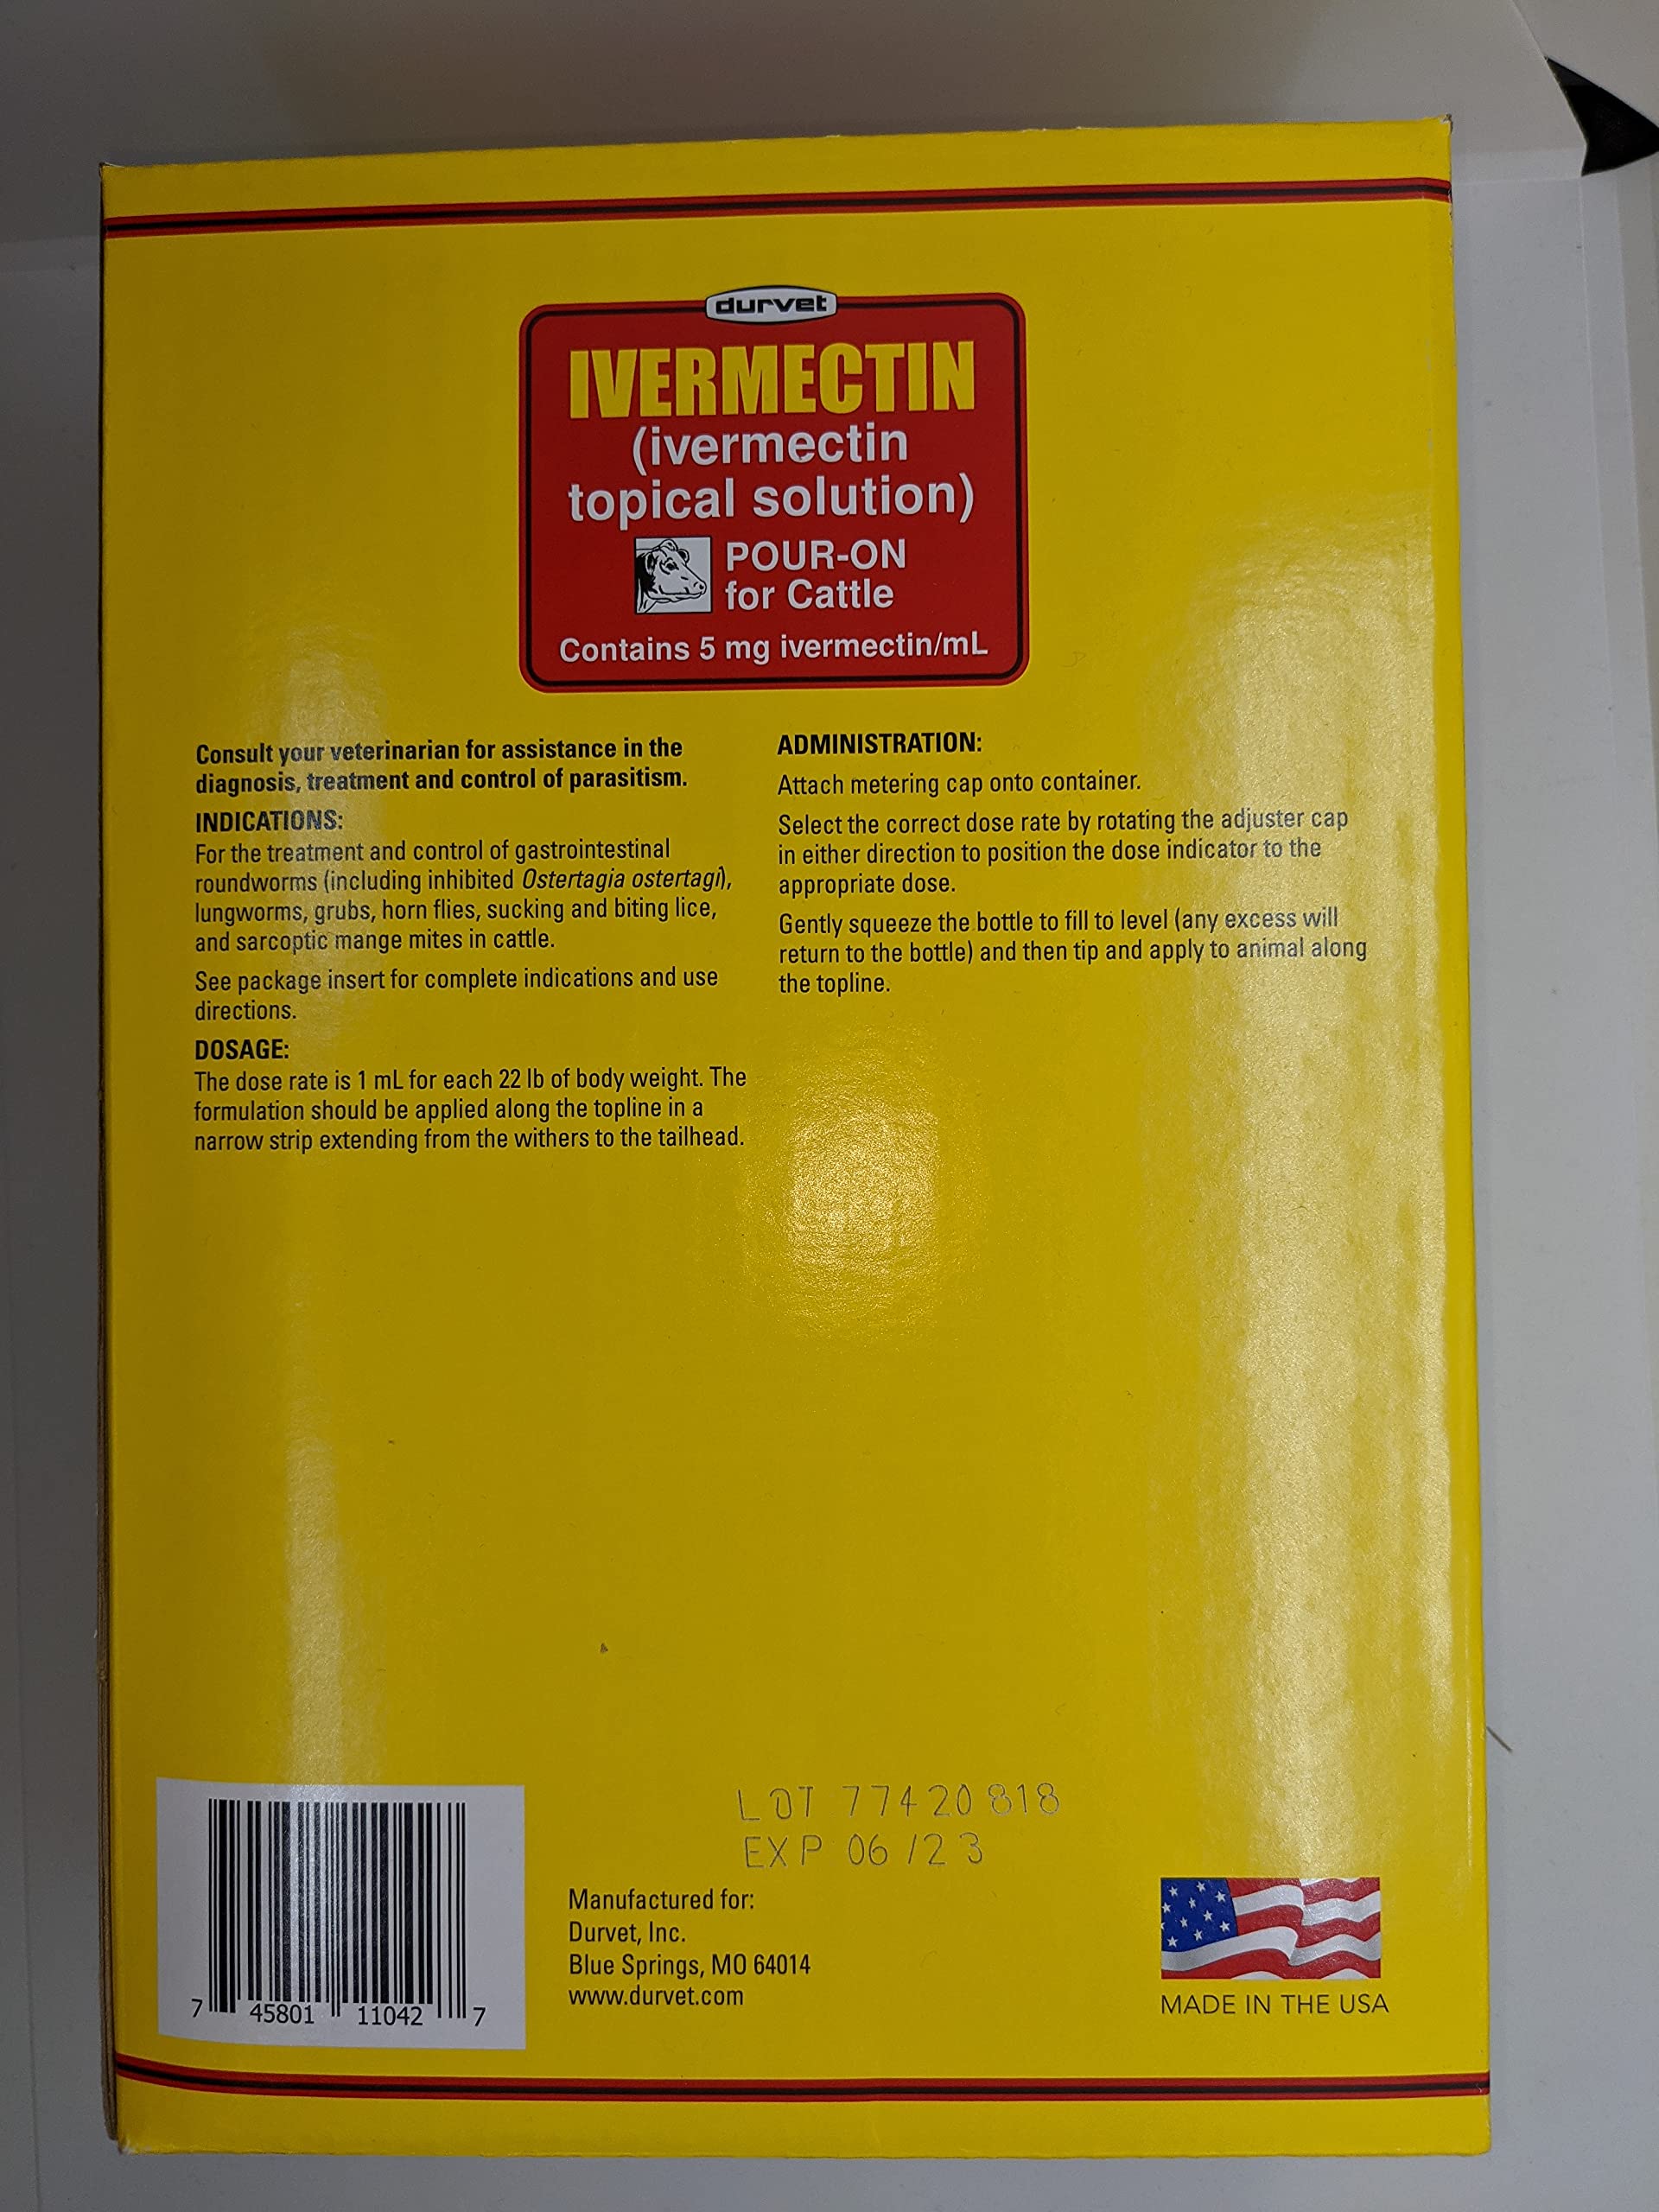 durvet
IVERMECTIN
(ivermectin
topical solution)
POUR-ON
for Cattle
Contains 5 mg ivermectin/mL
Consult your veterinarian for assistance in the
diagnosis, treatment and control of parasitism.
INDICATIONS:
For the treatment and control of gastrointestinal
roundworms (including inhibited Ostertagia ostertagi),
lungworms, grubs, horn flies, sucking and biting lice,
and sarcoptic mange mites in cattle.
See package insert for complete indications and use
directions.
DOSAGE:
The dose rate is 1 mL for each 22 lb of body weight. The
formulation should be applied along the topline in a
narrow strip extending from the withers to the tailhead.
ADMINISTRATION:
Attach metering cap onto container.
Select the correct dose rate by rotating the adjuster cap
in either direction to position the dose indicator to the
appropriate dose.
Gently squeeze the bottle to fill to level (any excess will
return to the bottle) and then tip and apply to animal along
the topline.
LOT 77420818
EXP 06/23
Manufactured for:
Durvet, Inc.
Blue Springs, MO 64014
www.durvet.com
MADE IN THE USA
7 45801 11042 7